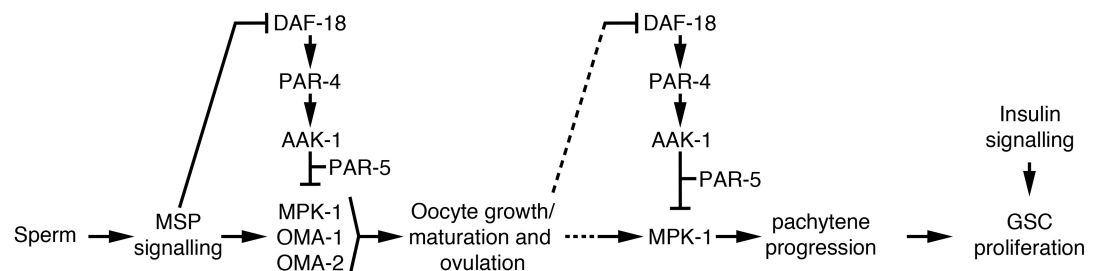 DAF-18
PAR-4
AAK-1
PAR-5
Sperm
MSP
signalling
MPK-1
OMA-1
OMA-2
Oocyte growth/
maturation and
ovulation
DAF-18
PAR-4
AAK-1
PAR-5
MPK-1
pachytene
progression
Insulin
signalling
GSC
proliferation